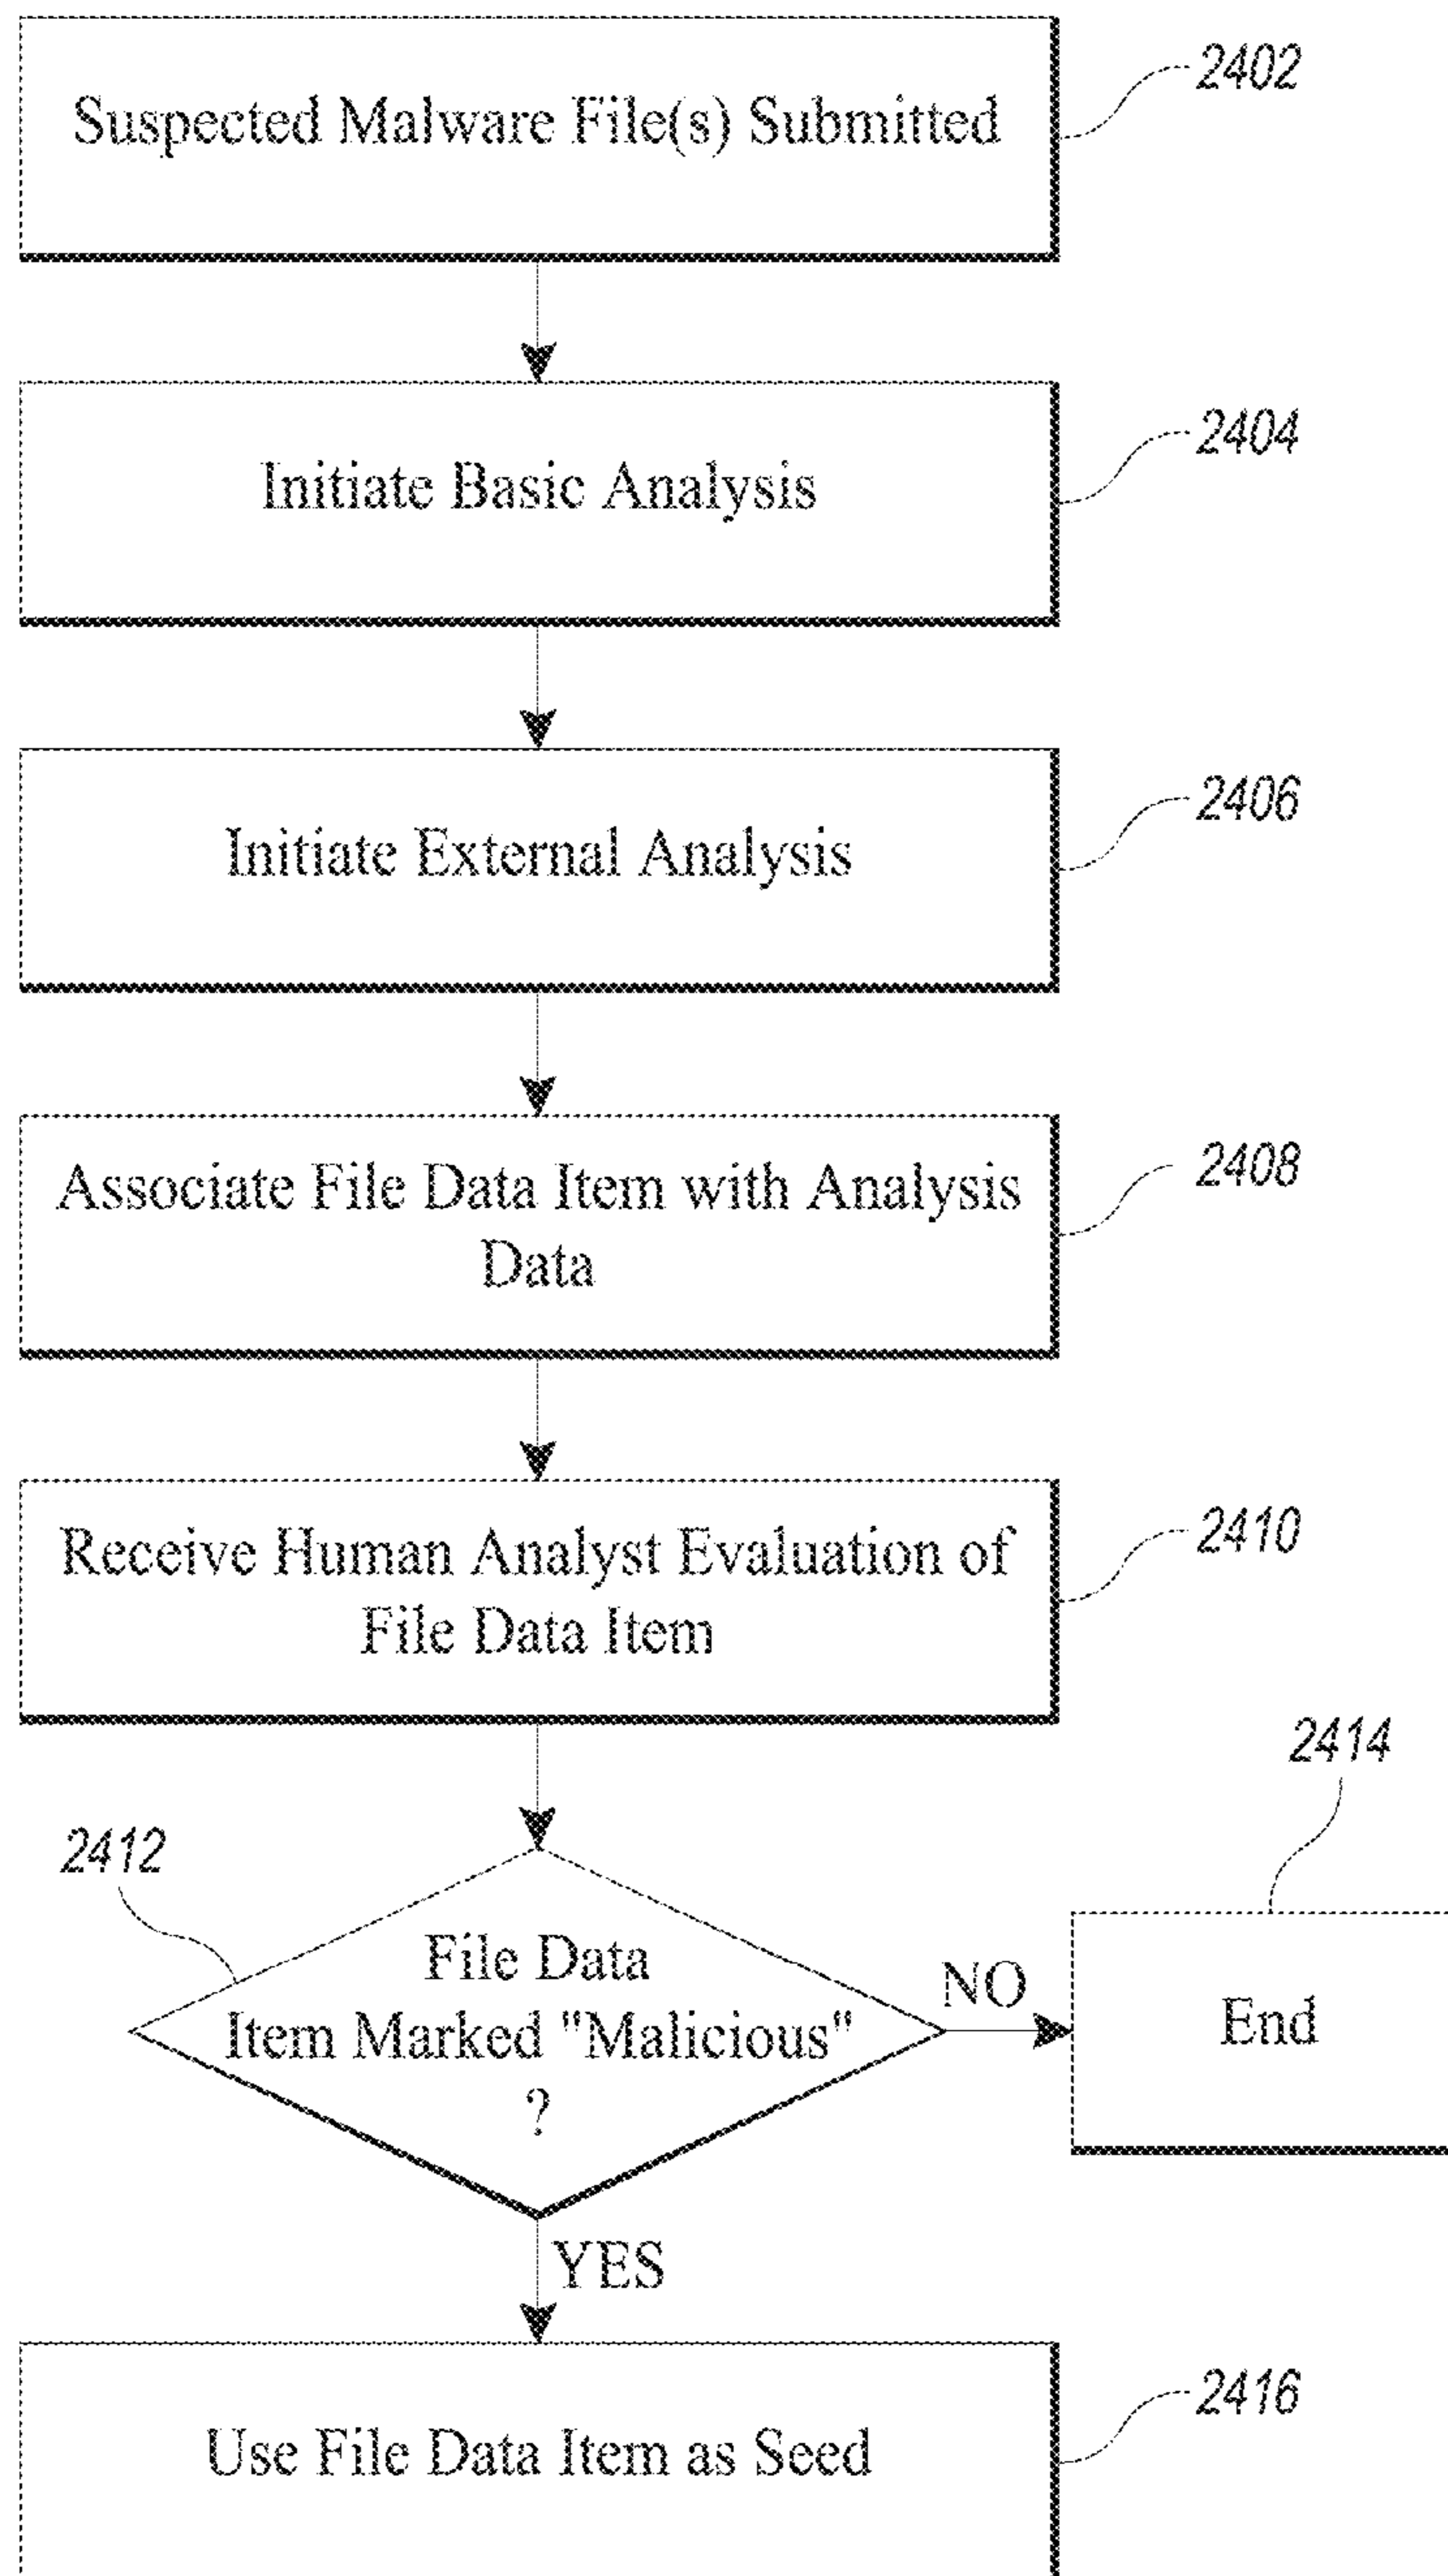 Suspected Malware File(s) Submitted
2402
Initiate Basic Analysis
2404
Initiate External Analysis
2406
Associate File Data Item with Analysis
Data
2408
Receive Human Analyst Evaluation of
File Data Item
2410
2412
File Data
Item Marked "Malicious"
?
NO
2414
End
YES
Use File Data Item as Seed
2416